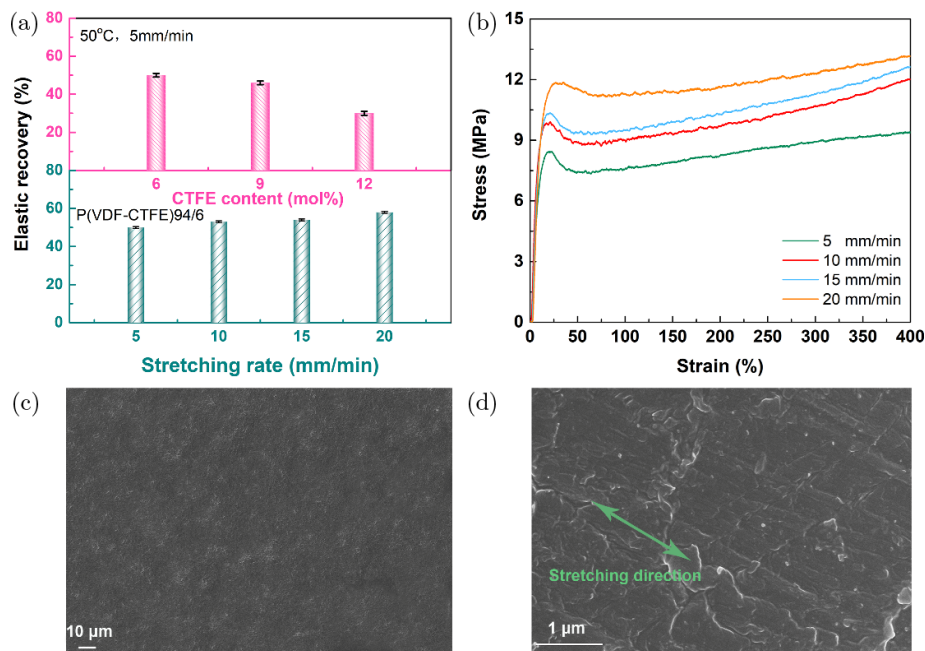 (a)
Elastic recovery (%)
80
60
40
20
0
50°C, 5mm/min
6
9
12
CTFE content (mol%)
80
60
40
20
0
P(VDF-CTFE)94/6
5
10
15
20
Stretching rate (mm/min)
(b)
Stress (MPa)
15
12
9
6
3
0
5 mm/min
10 mm/min
15 mm/min
20 mm/min
0
50
100
150
200
250
300
350
400
Strain (%)
(c)
10 μm
(d)
Stretching direction
1 μm